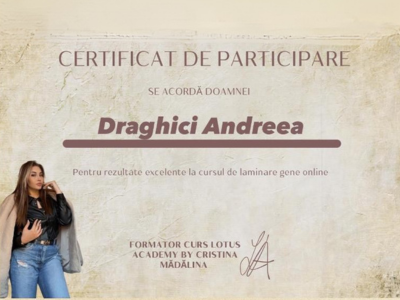 CERTIFICAT DE PARTICIPARE
SE ACORDĂ DOAMNEI
Draghici Andreea
Pentru rezultate excelente la cursul de laminare gene online
FORMATOR CURS LOTUS
ACADEMY BY CRISTINA
MĂDĂLINA